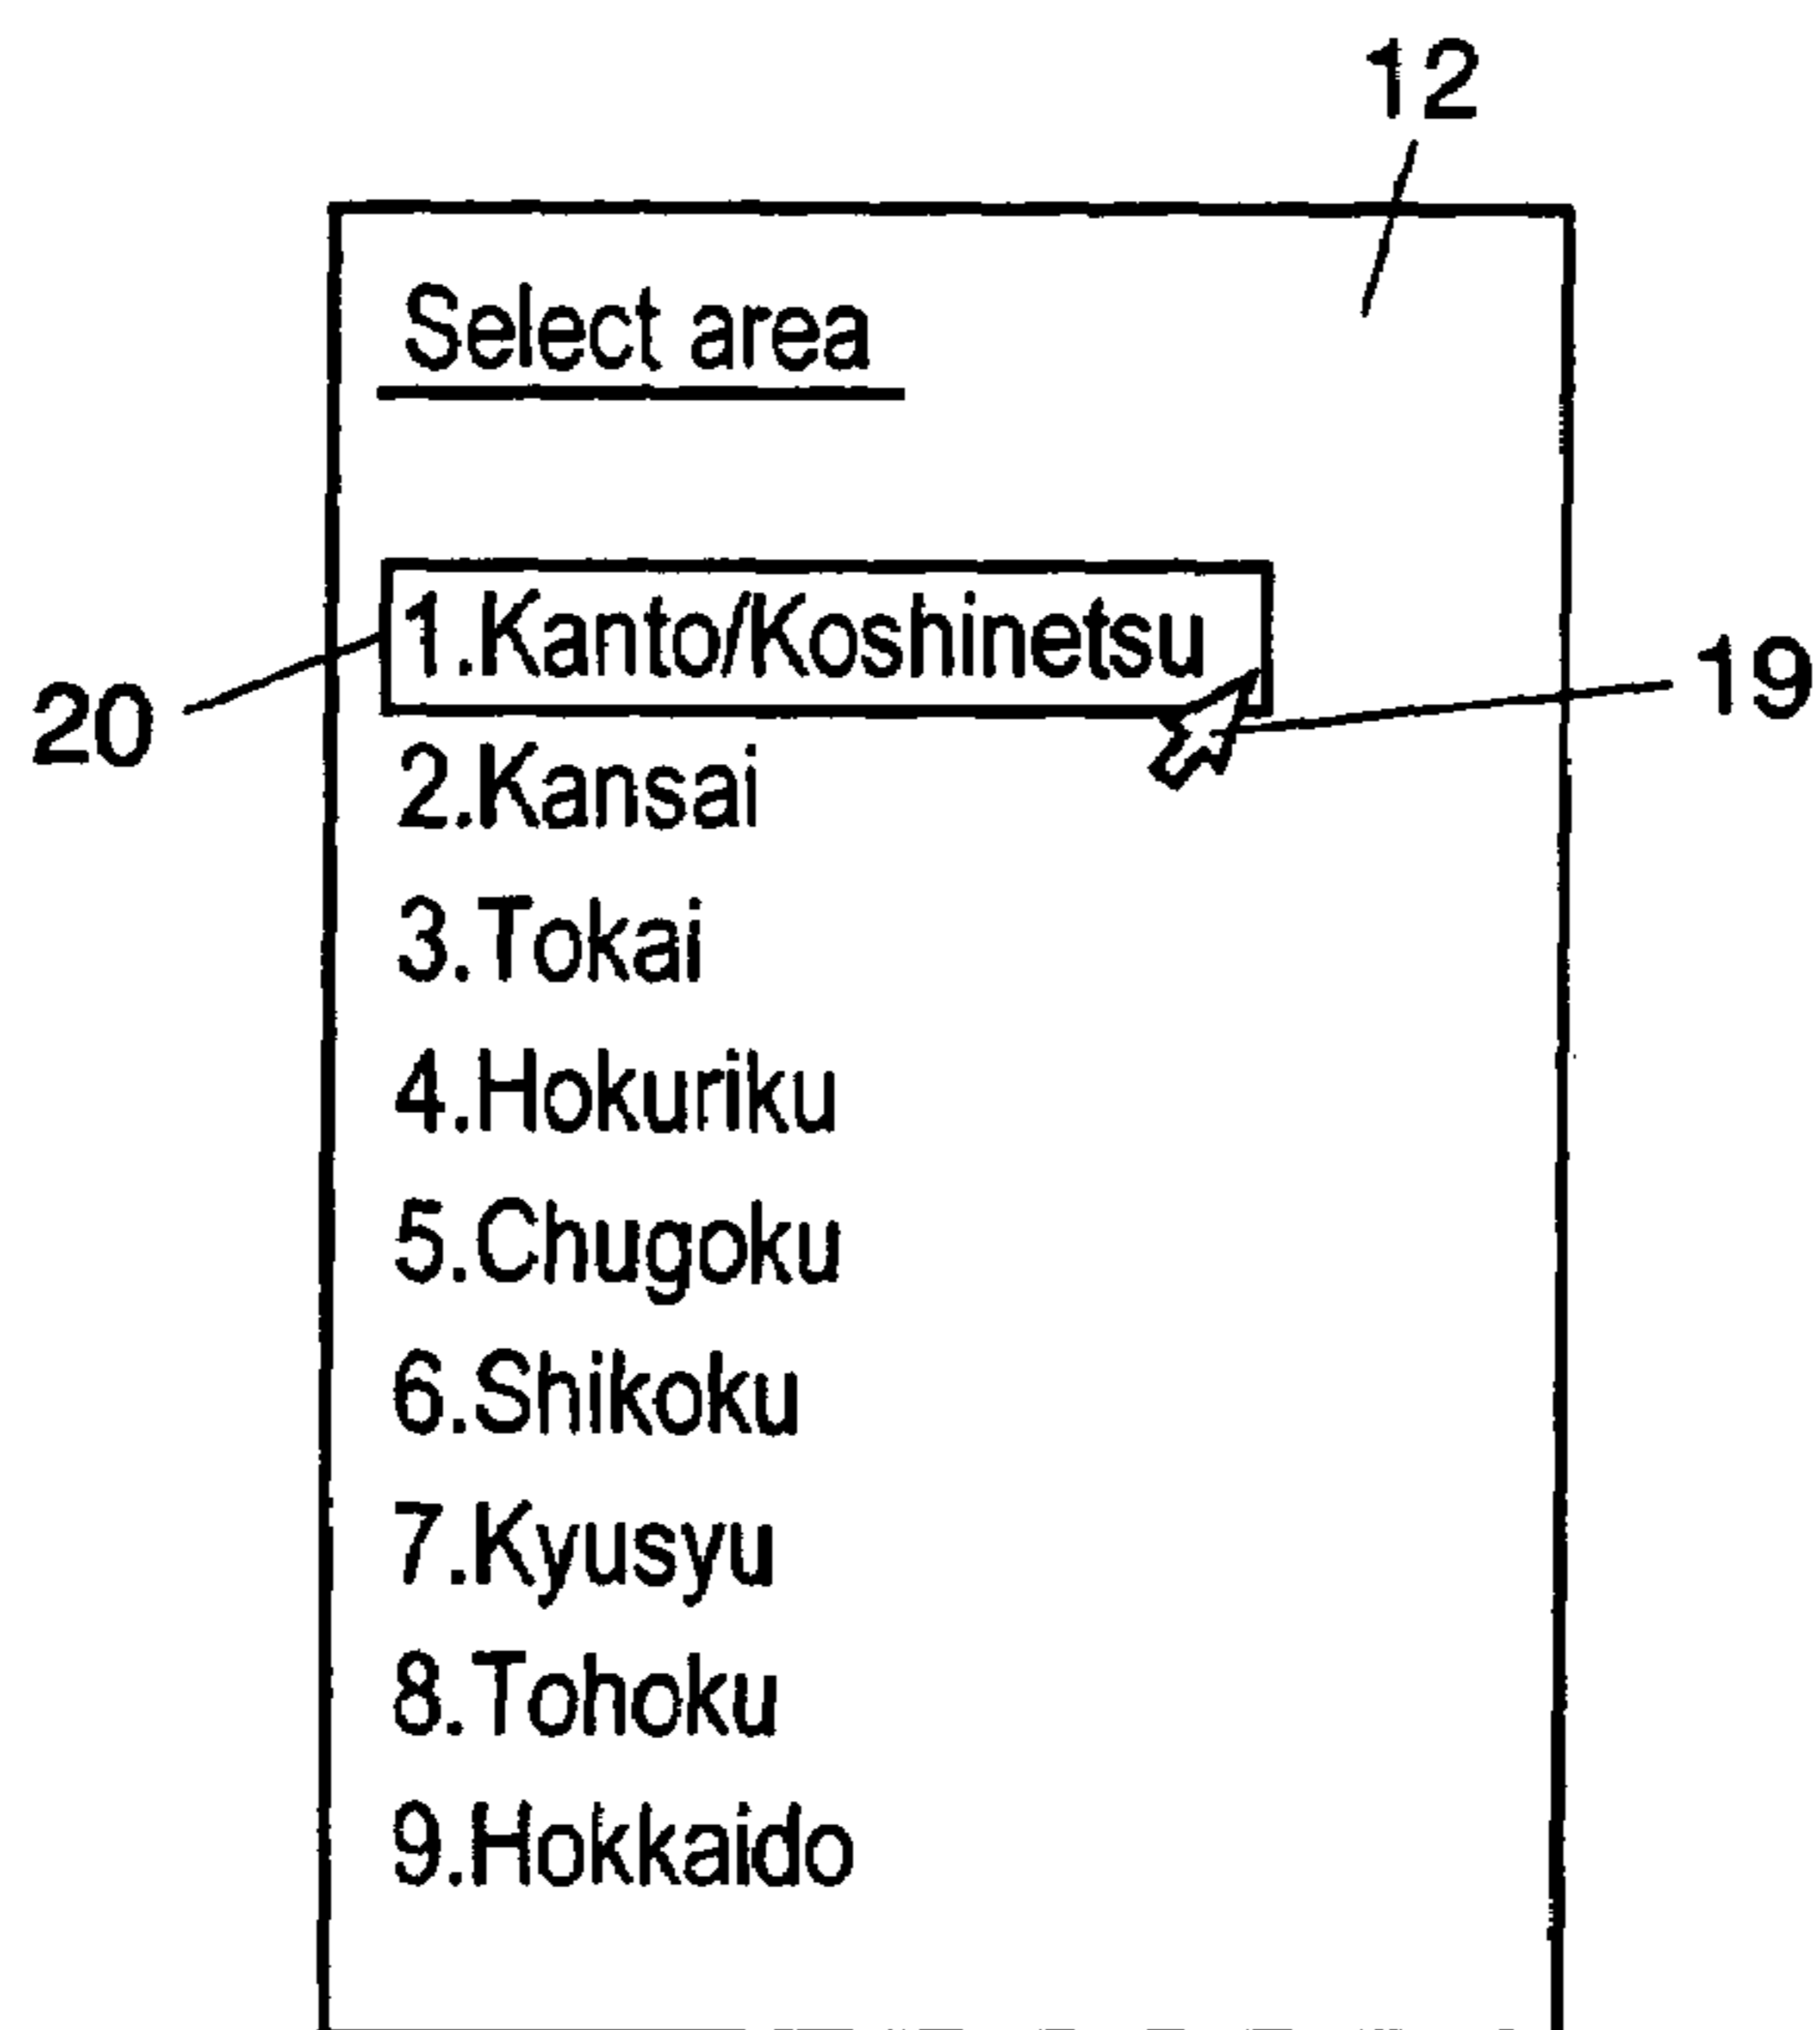 12
Select area
1.Kanto/Koshinetsu
19
20
2.Kansai
3.Tokai
4.Hokuriku
5.Chugoku
6.Shikoku
7.Kyusyu
8.Tohoku
9.Hokkaido